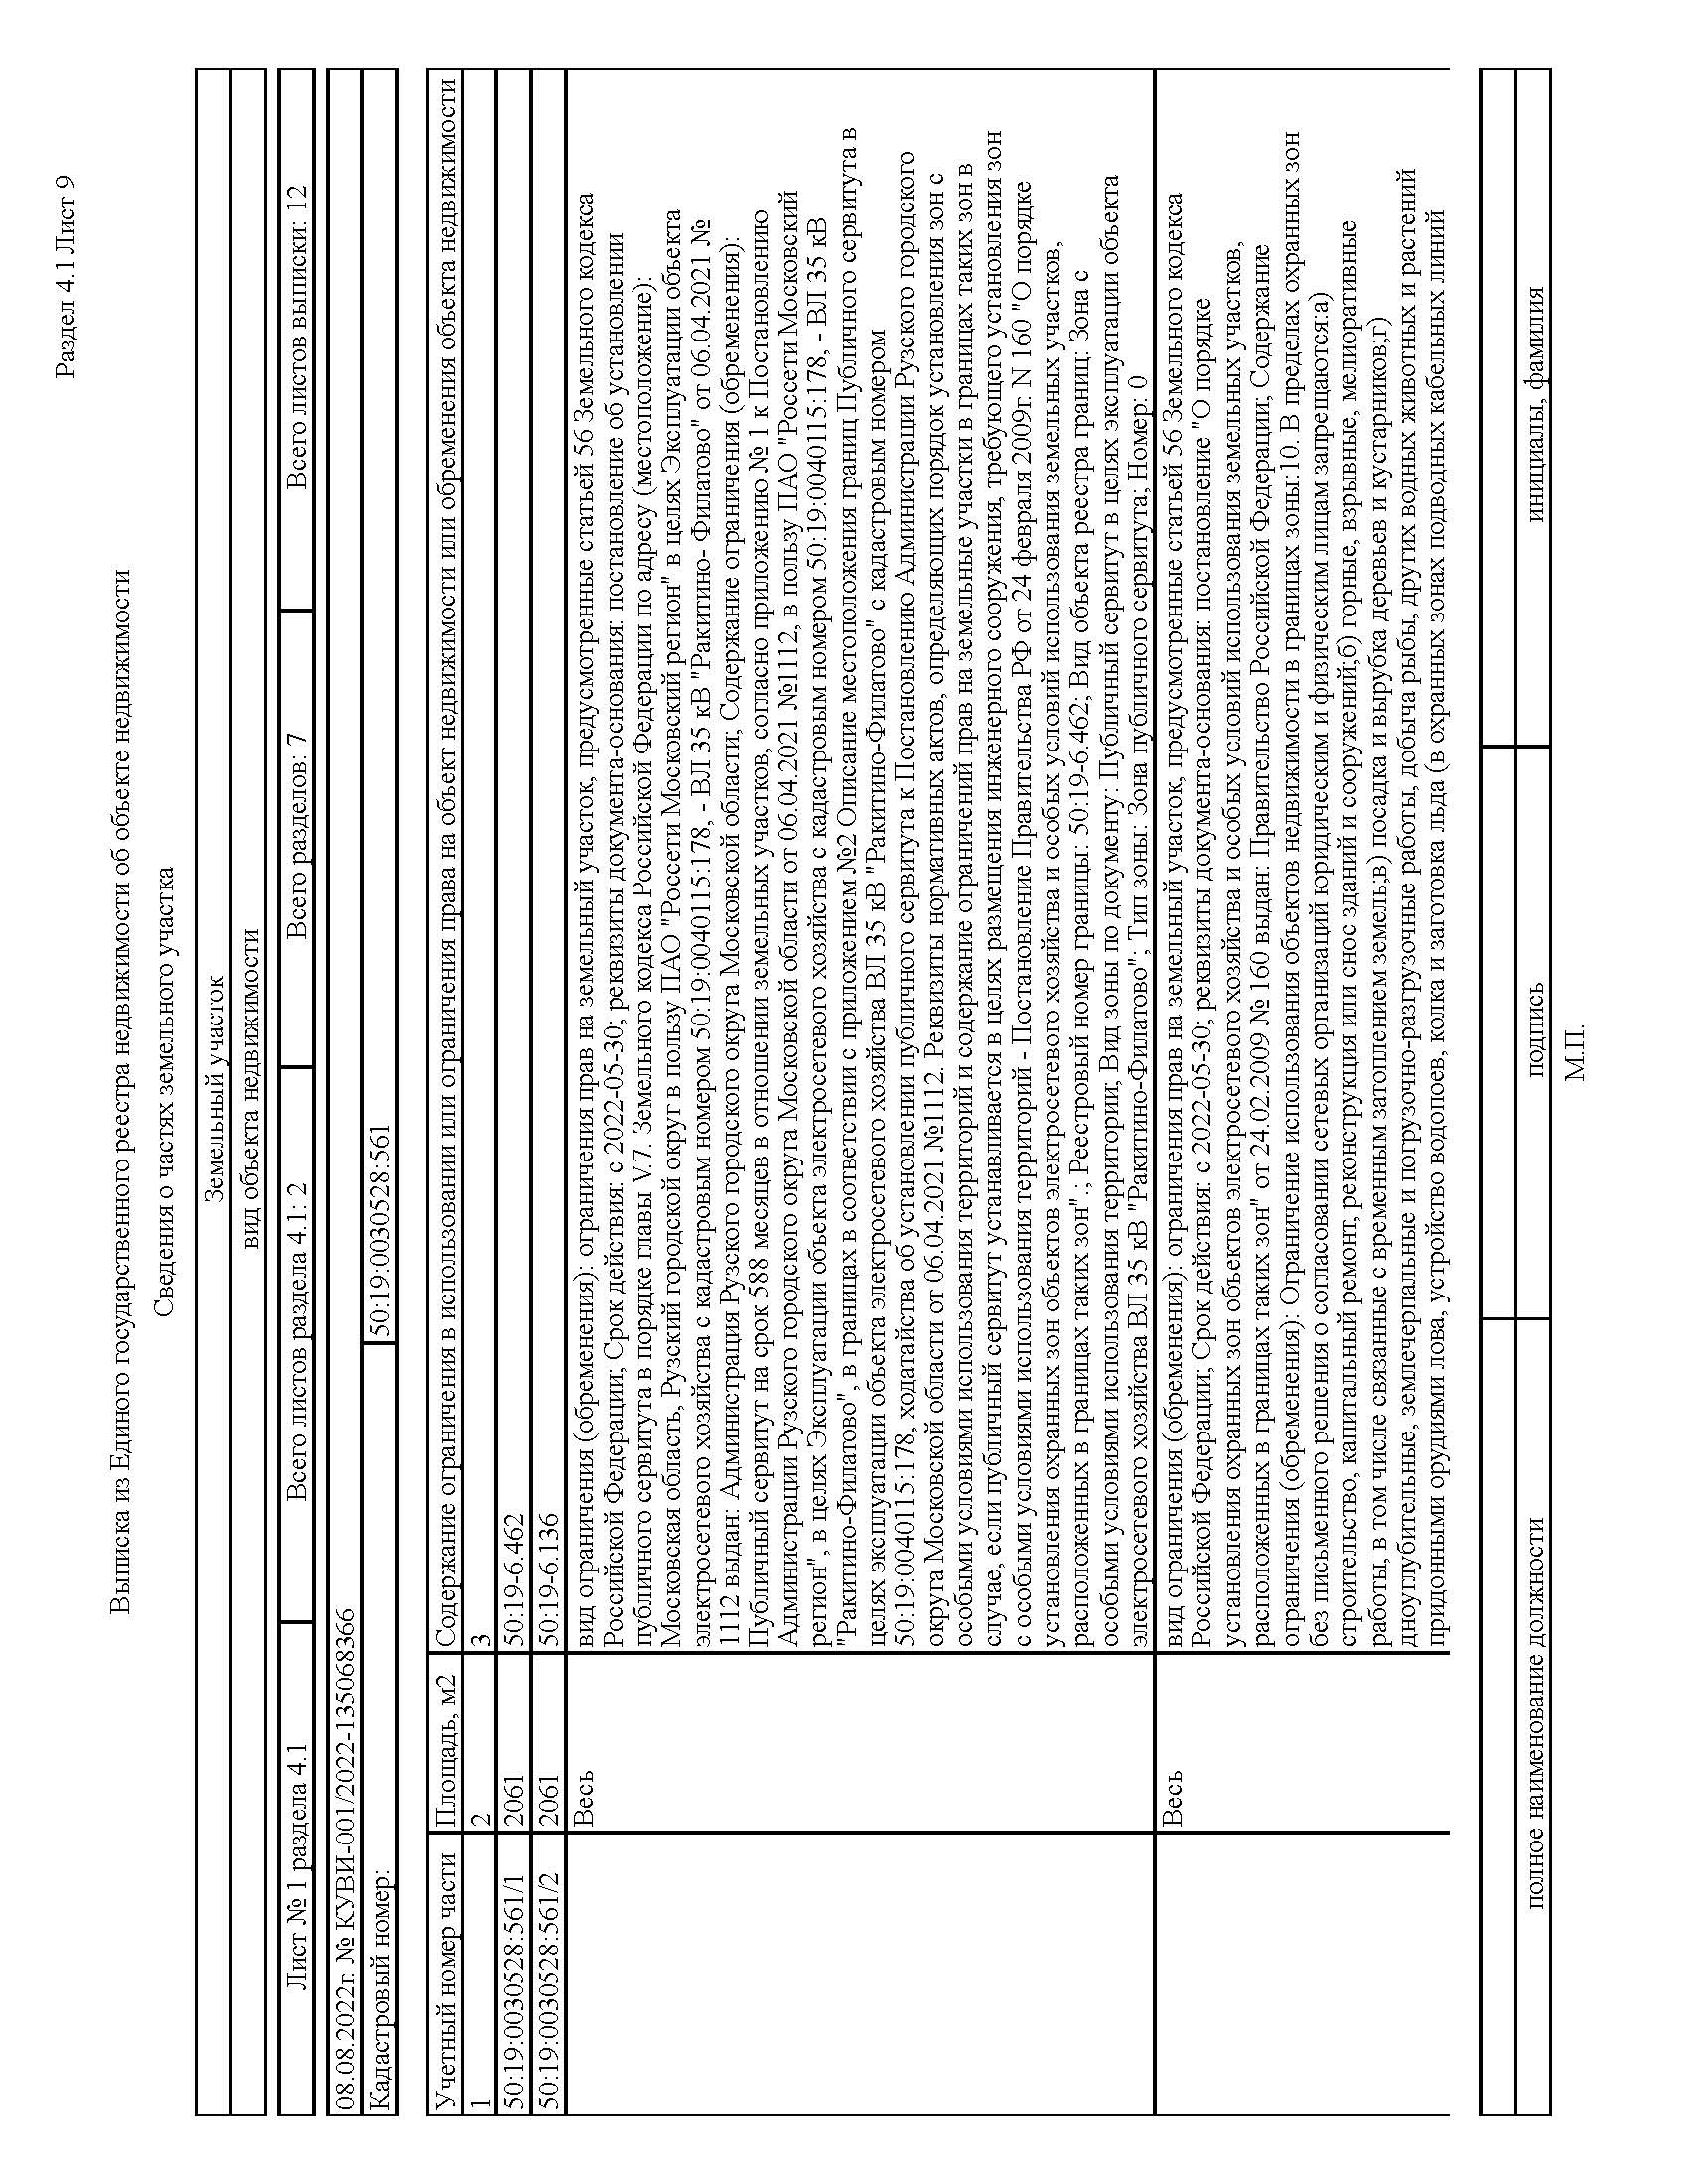 Раздел 4.1 Лист 9
Выписка из Единого государственного реестра недвижимости об объекте недвижимости
Сведения о частях земельного участка
Земельный участок
вид объекта недвижимости
Лист № 1 раздела 4.1
Всего листов раздела 4.1: 2
Всего разделов: 7
Всего листов выписки: 12
08.08.2022г. № КУВИ-001/2022-135068366
Кадастровый номер:
50:19:0030528:561
Учетный номер части
Площадь, м2
Содержание ограничения в использовании или ограничения права на объект недвижимости или обременения объекта недвижимости
1
2
3
50:19:0030528:561/1
2061
50:19-6.462
50:19:0030528:561/2
2061
50:19-6.136
Весь
вид ограничения (обременения): ограничения прав на земельный участок, предусмотренные статьей 56 Земельного кодекса
Российской Федерации; Срок действия: с 2022-05-30; реквизиты документа-основания: постановление об установлении
публичного сервитута в порядке главы V.7. Земельного кодекса Российской Федерации по адресу (местоположение):
Московская область, Рузский городской округ в пользу ПАО "Россети Московский регион" в целях Эксплуатации объекта
электросетевого хозяйства с кадастровым номером 50:19:0040115:178, - ВЛ 35 кВ "Ракитино- Филатово" от 06.04.2021 №
1112 выдан: Администрация Рузского городского округа Московской области; Содержание ограничения (обременения):
Публичный сервитут на срок 588 месяцев в отношении земельных участков, согласно приложению № 1 к Постановлению
Администрации Рузского городского округа Московской области от 06.04.2021 №1112, в пользу ПАО "Россети Московский
регион", в целях Эксплуатации объекта электросетевого хозяйства с кадастровым номером 50:19:0040115:178, - ВЛ 35 кВ
"Ракитино-Филатово", в границах в соответствии с приложением №2 Описание местоположения границ Публичного сервитута в
целях эксплуатации объекта электросетевого хозяйства ВЛ 35 кВ "Ракитино-Филатово" с кадастровым номером
50:19:0040115:178, ходатайства об установлении публичного сервитута к Постановлению Администрации Рузского городского
округа Московской области от 06.04.2021 №1112. Реквизиты нормативных актов, определяющих порядок установления зон с
особыми условиями использования территорий и содержание ограничений прав на земельные участки в границах таких зон в
случае, если публичный сервитут устанавливается в целях размещения инженерного сооружения, требующего установления зон
с особыми условиями использования территорий - Постановление Правительства РФ от 24 февраля 2009г. N 160 "О порядке
установления охранных зон объектов электросетевого хозяйства и особых условий использования земельных участков,
расположенных в границах таких зон".; Реестровый номер границы: 50:19-6.462; Вид объекта реестра границ: Зона с
особыми условиями использования территории; Вид зоны по документу: Публичный сервитут в целях эксплуатации объекта
электросетевого хозяйства ВЛ 35 кВ "Ракитино-Филатово"; Тип зоны: Зона публичного сервитута; Номер: 0
Весь
вид ограничения (обременения): ограничения прав на земельный участок, предусмотренные статьей 56 Земельного кодекса
Российской Федерации; Срок действия: с 2022-05-30; реквизиты документа-основания: постановление "О порядке
установления охранных зон объектов электросетевого хозяйства и особых условий использования земельных участков,
расположенных в границах таких зон" от 24.02.2009 № 160 выдан: Правительство Российской Федерации; Содержание
ограничения (обременения): Ограничение использования объектов недвижимости в границах зоны:10. В пределах охранных зон
без письменного решения о согласовании сетевых организаций юридическим и физическим лицам запрещаются:а)
строительство, капитальный ремонт, реконструкция или снос зданий и сооружений;б) горные, взрывные, мелиоративные
работы, в том числе связанные с временным затоплением земель;в) посадка и вырубка деревьев и кустарников;г)
дноуглубительные, землечерпальные и погрузочно-разгрузочные работы, добыча рыбы, других водных животных и растений
придонными орудиями лова, устройство водопоев, колка и заготовка льда (в охранных зонах подводных кабельных линий
полное наименование должности
подпись
инициалы, фамилия
М.П.